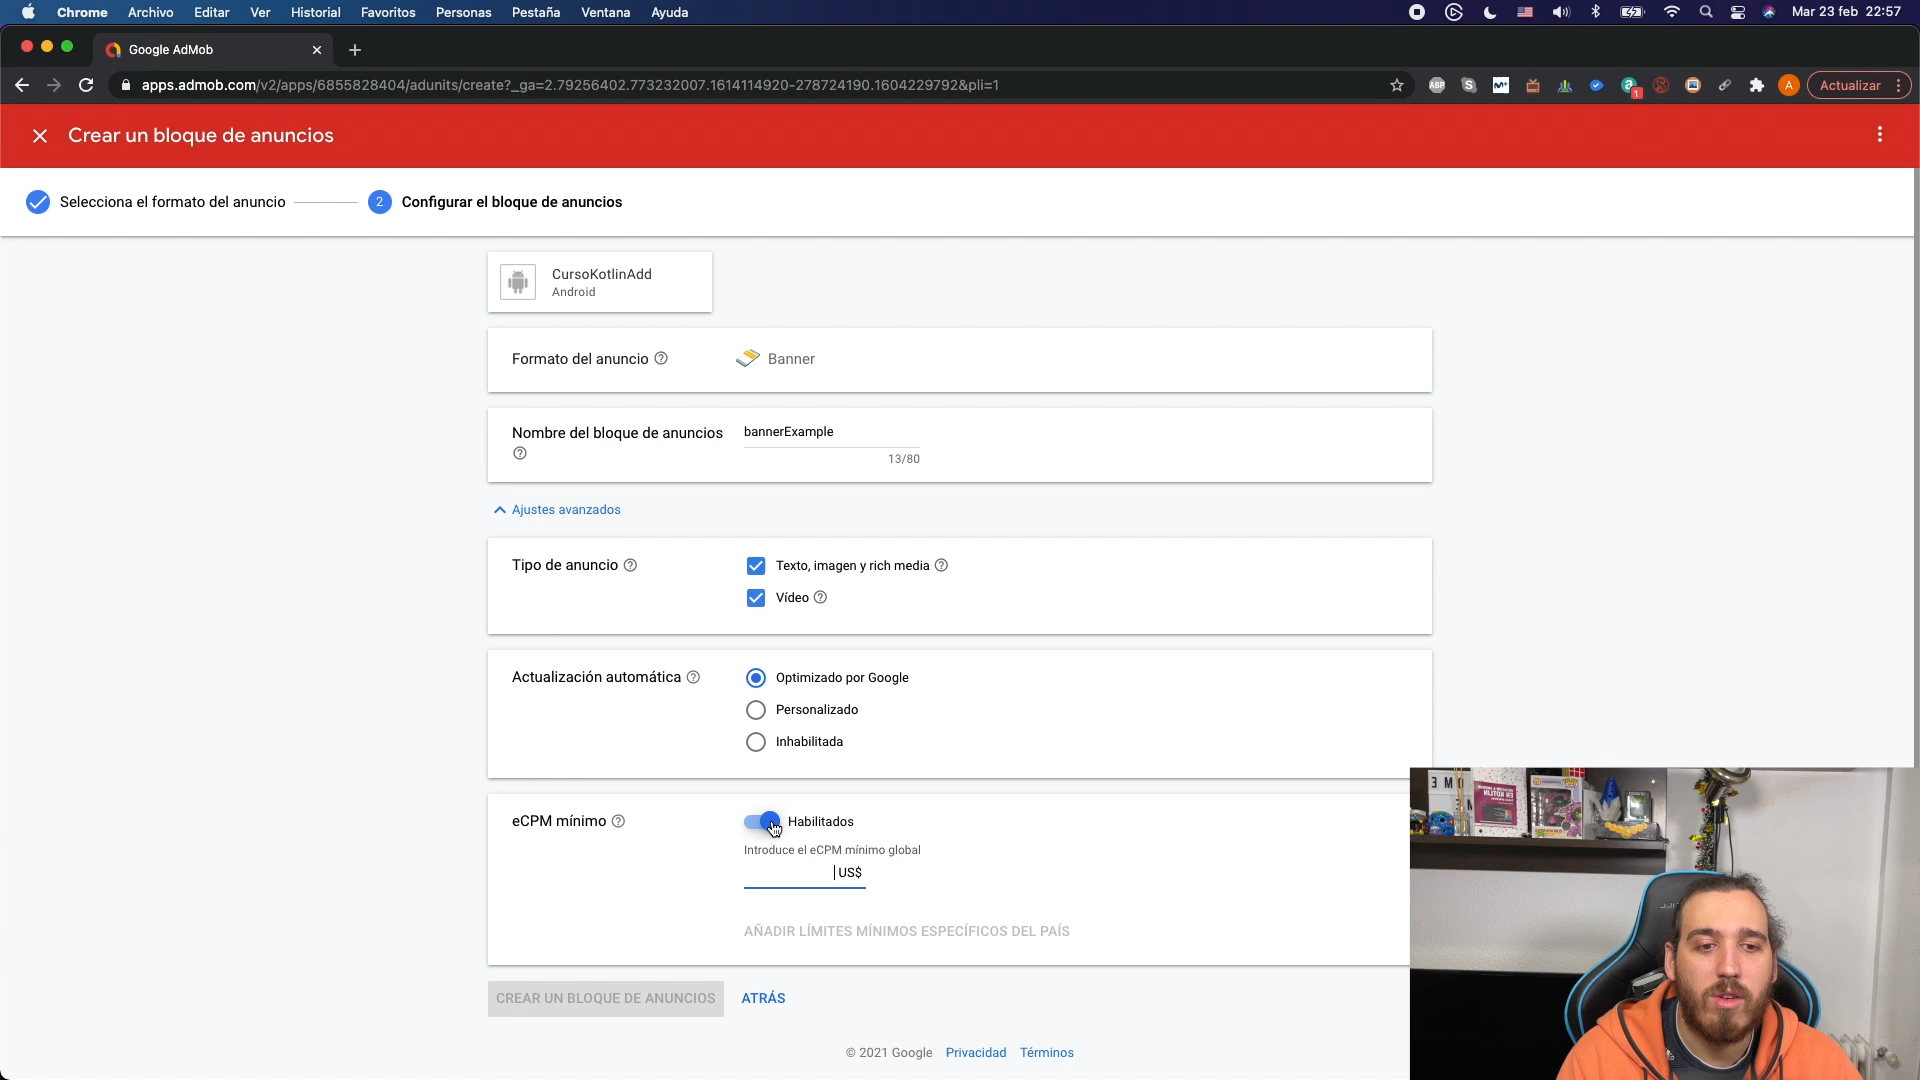 Chrome Archivo Editar Ver Historial Favoritos Personas Pestaña Ventana Ayuda
Mar 23 feb 22:57
Google AdMob
apps.admob.com/v2/apps/6855828404/adunits/create?_ga=2.79256402.773232007.1614114920-278724190.1604229792&pli=1
ABP
1
A
Actualizar
Crear un bloque de anuncios
Selecciona el formato del anuncio
2 Configurar el bloque de anuncios
CursoKotlinAdd
Android
Formato del anuncio
Banner
Nombre del bloque de anuncios
bannerExample
13/80
Ajustes avanzados
Tipo de anuncio
Texto, imagen y rich media
Vídeo
Actualización automática
Optimizado por Google
Personalizado
Inhabilitada
eCPM mínimo
Habilitados
Introduce el eCPM mínimo global
US$
AÑADIR LÍMITES MÍNIMOS ESPECÍFICOS DEL PAÍS
CREAR UN BLOQUE DE ANUNCIOS
ATRÁS
© 2021 Google Privacidad Términos